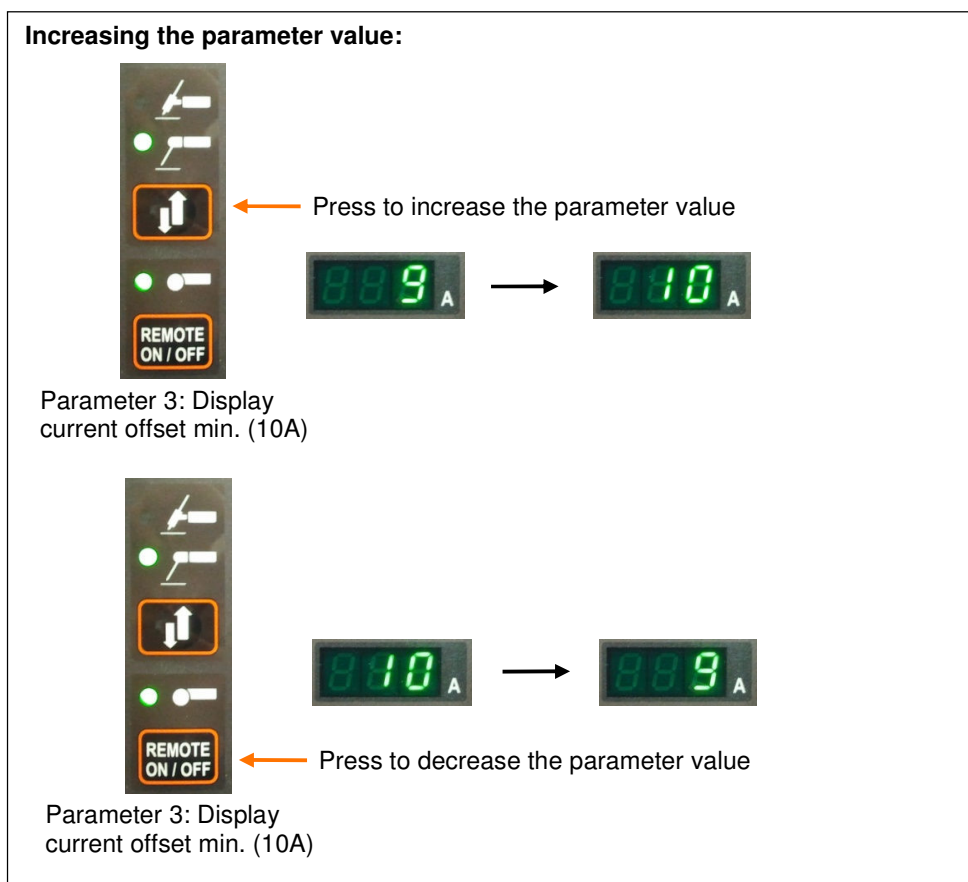 Increasing the parameter value:
Press to increase the parameter value
9 A
10 A
REMOTE
ON / OFF
Parameter 3: Display
current offset min. (10A)
10 A
9 A
REMOTE
ON / OFF
Press to decrease the parameter value
Parameter 3: Display
current offset min. (10A)